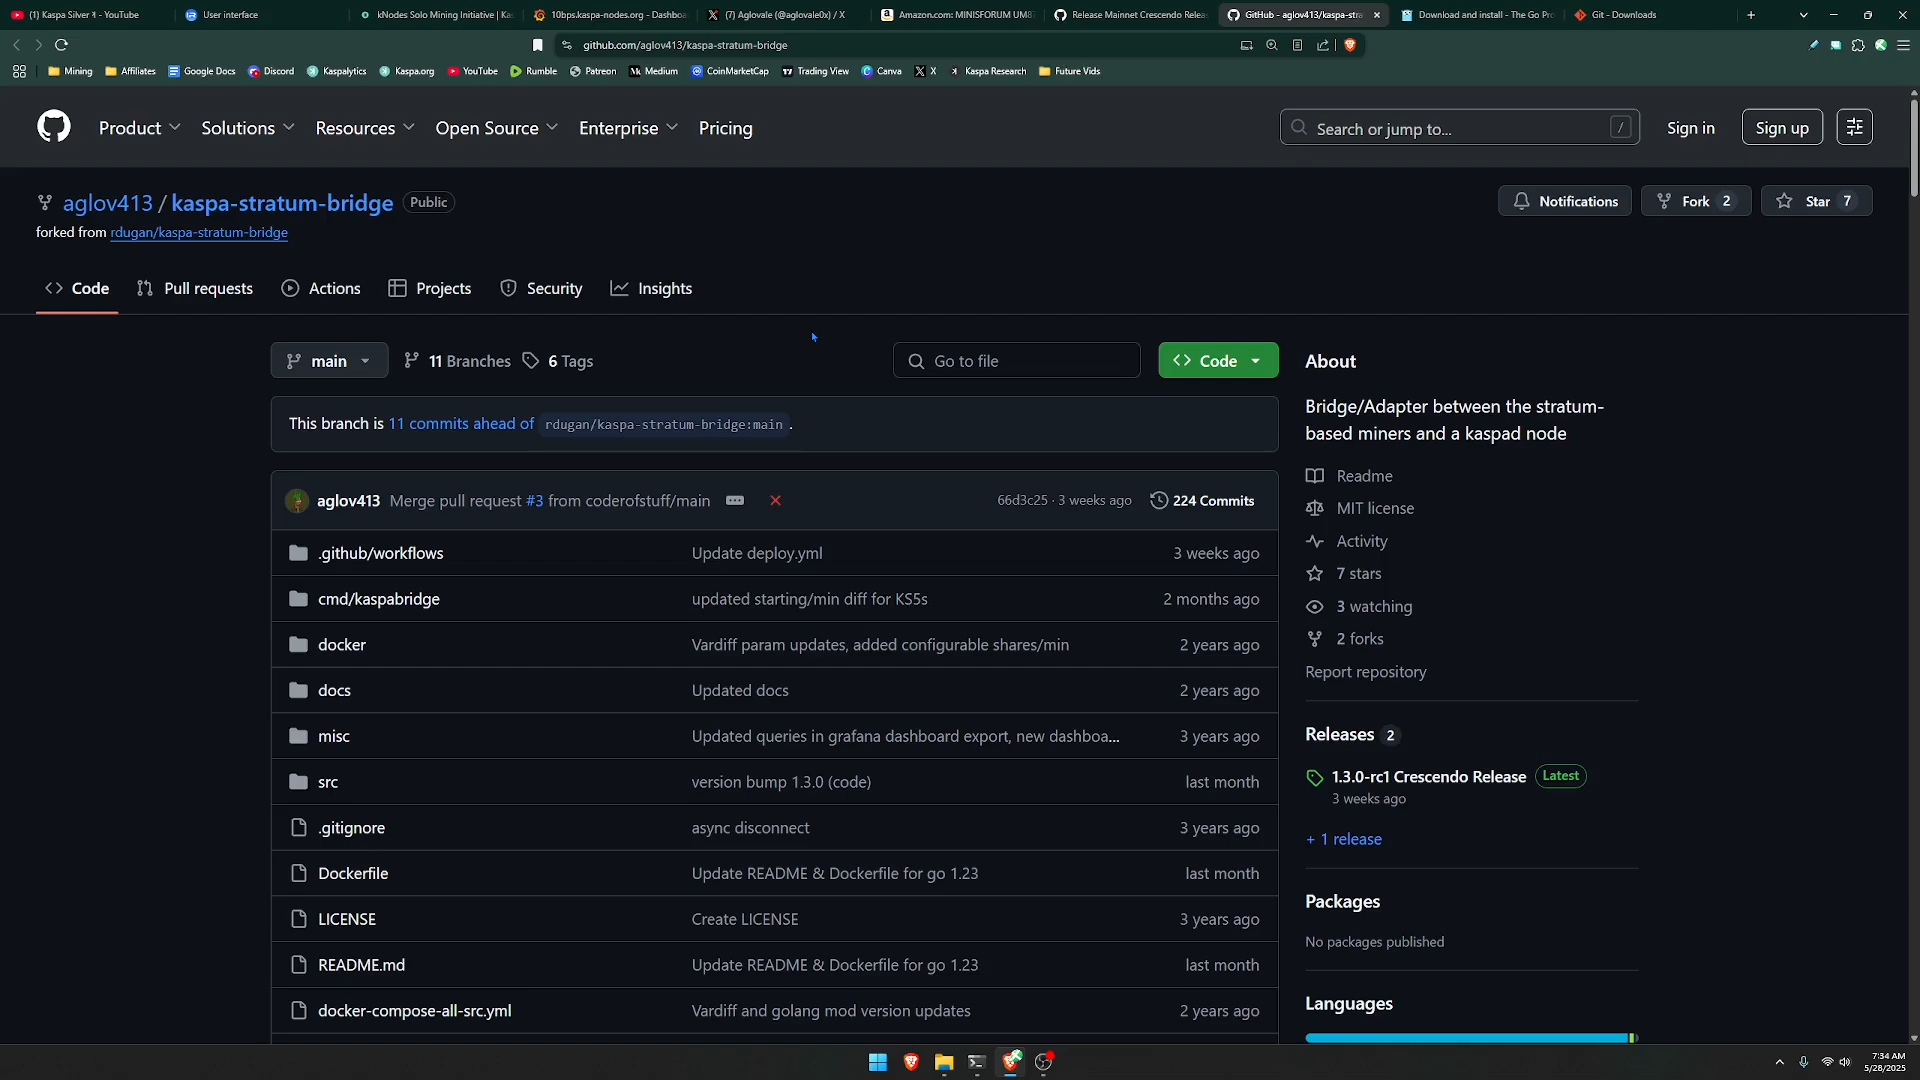 (1) Kaspa Silver - YouTube
User interface
kNodes Solo Mining Initiative | Kas
10bps.kaspa-nodes.org - Dashboa
(7) Aglovale (@aglovale0x) / X
Amazon.com: MINISFORUM UM87
Release Mainnet Crescendo Relea
GitHub - aglov413/kaspa-stra
Download and install - The Go Pro
Git - Downloads
github.com/aglov413/kaspa-stratum-bridge
Mining
Affiliates
Google Docs
Discord
Kaspalytics
Kaspa.org
YouTube
Rumble
Patreon
Medium
CoinMarketCap
Trading View
Canva
X
Kaspa Research
Future Vids
Product
Solutions
Resources
Open Source
Enterprise
Pricing
Search or jump to...
/
Sign in
Sign up
aglov413 / kaspa-stratum-bridge Public
forked from rdugan/kaspa-stratum-bridge
Notifications
Fork 2
Star 7
Code
Pull requests
Actions
Projects
Security
Insights
main
11 Branches
6 Tags
Go to file
Code
This branch is 11 commits ahead of rdugan/kaspa-stratum-bridge:main .
aglov413 Merge pull request #3 from coderofstuff/main
66d3c25 · 3 weeks ago
224 Commits
.github/workflows Update deploy.yml 3 weeks ago
cmd/kaspabridge updated starting/min diff for KS5s 2 months ago
docker Vardiff param updates, added configurable shares/min 2 years ago
docs Updated docs 2 years ago
misc Updated queries in grafana dashboard export, new dashboa... 3 years ago
src version bump 1.3.0 (code) last month
.gitignore async disconnect 3 years ago
Dockerfile Update README & Dockerfile for go 1.23 last month
LICENSE Create LICENSE 3 years ago
README.md Update README & Dockerfile for go 1.23 last month
docker-compose-all-src.yml Vardiff and golang mod version updates 2 years ago
About
Bridge/Adapter between the stratum-
based miners and a kaspad node
Readme
MIT license
Activity
7 stars
3 watching
2 forks
Report repository
Releases 2
1.3.0-rc1 Crescendo Release Latest
3 weeks ago
+ 1 release
Packages
No packages published
Languages
7:34 AM
5/28/2025